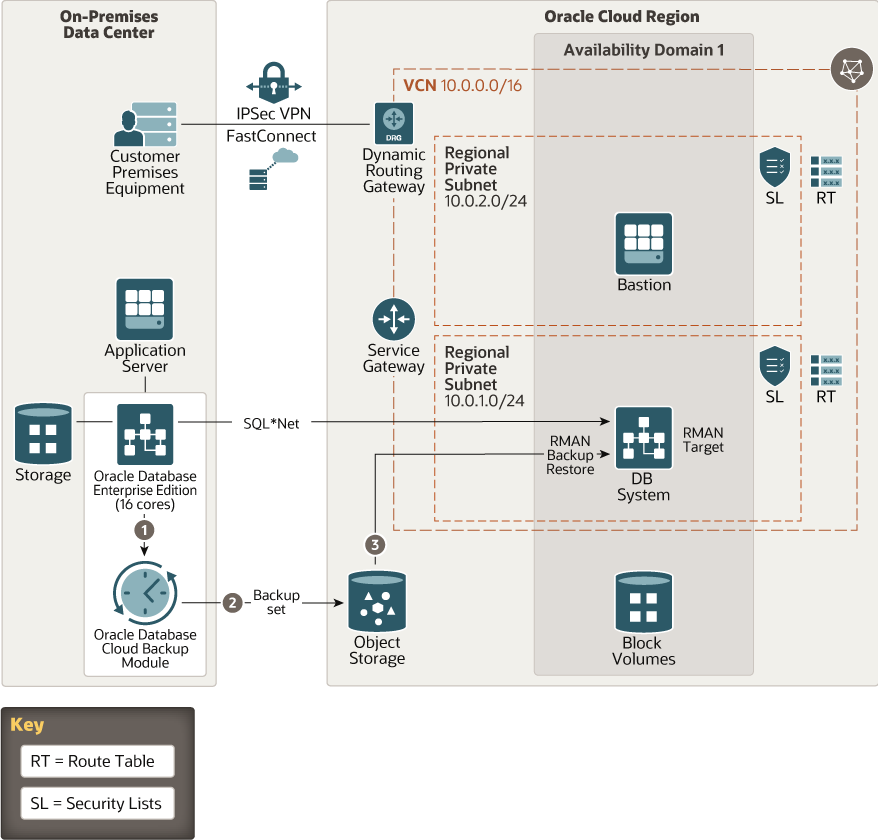 On-Premises
Data Center
Oracle Cloud Region
Availability Domain 1
VCN 10.0.0.0/16
IPSec VPN
FastConnect
Customer
Premises
Equipment
DRG
Dynamic
Routing
Gateway
Regional
Private
Subnet
10.0.2.0/24
SL
RT
Bastion
Application
Server
Service
Gateway
Regional
Private
Subnet
10.0.1.0/24
SL
RT
Storage
Oracle Database
Enterprise Edition
(16 cores)
SQL*Net
RMAN
Backup
Restore
RMAN
Target
DB
System
1
3
Oracle Database
Cloud Backup
Module
2
Backup
set
Object
Storage
Block
Volumes
Key
RT = Route Table
SL = Security Lists